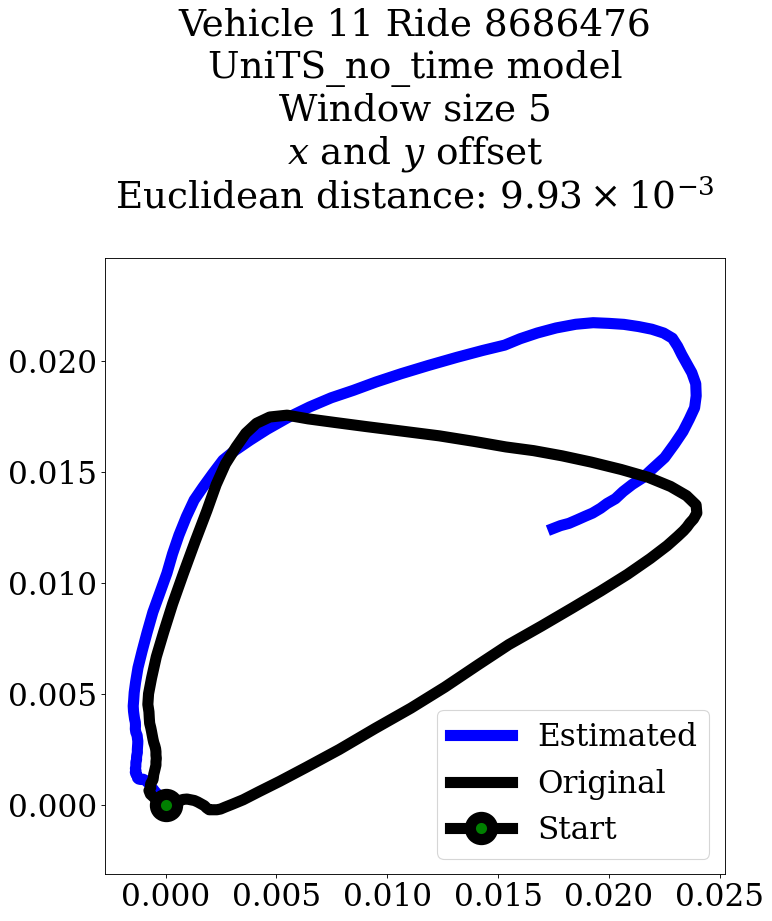 Vehicle 11 Ride 8686476
UniTS_no_time model
Window size 5
x and y offset
Euclidean distance: 9.93 × 10⁻³
0.020
0.015
0.010
0.005
0.000
Estimated
Original
Start
0.000 0.005 0.010 0.015 0.020 0.025